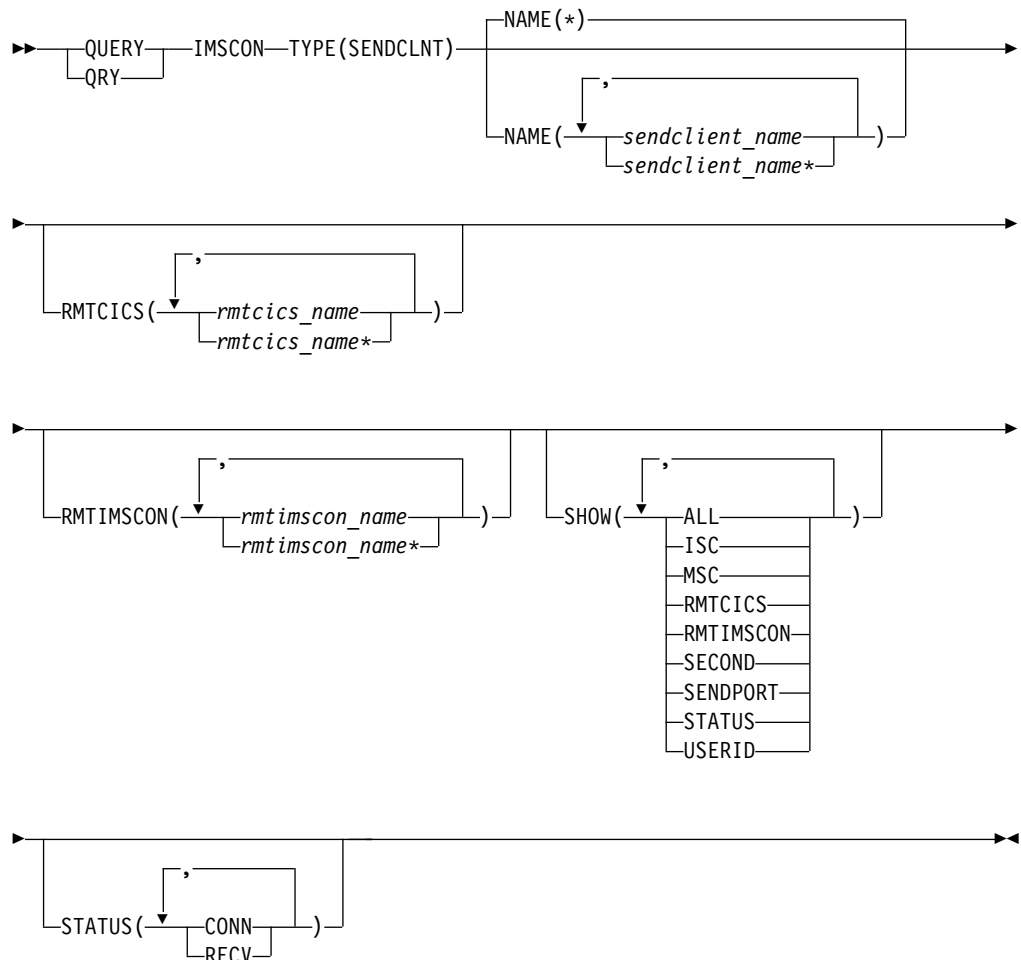 NAME(*)
QUERY IMSCON TYPE(SENDCLNT)
QRY
,
NAME( sendclient_name )
sendclient_name*
,
RMTCICS( rmtcics_name )
rmtcics_name*
, ,
RMTIMSCON( rmtimscon_name ) SHOW( ALL )
rmtimscon_name* ISC
MSC
RMTCICS
RMTIMSCON
SECOND
SENDPORT
STATUS
USERID
,
STATUS( CONN )
RECV